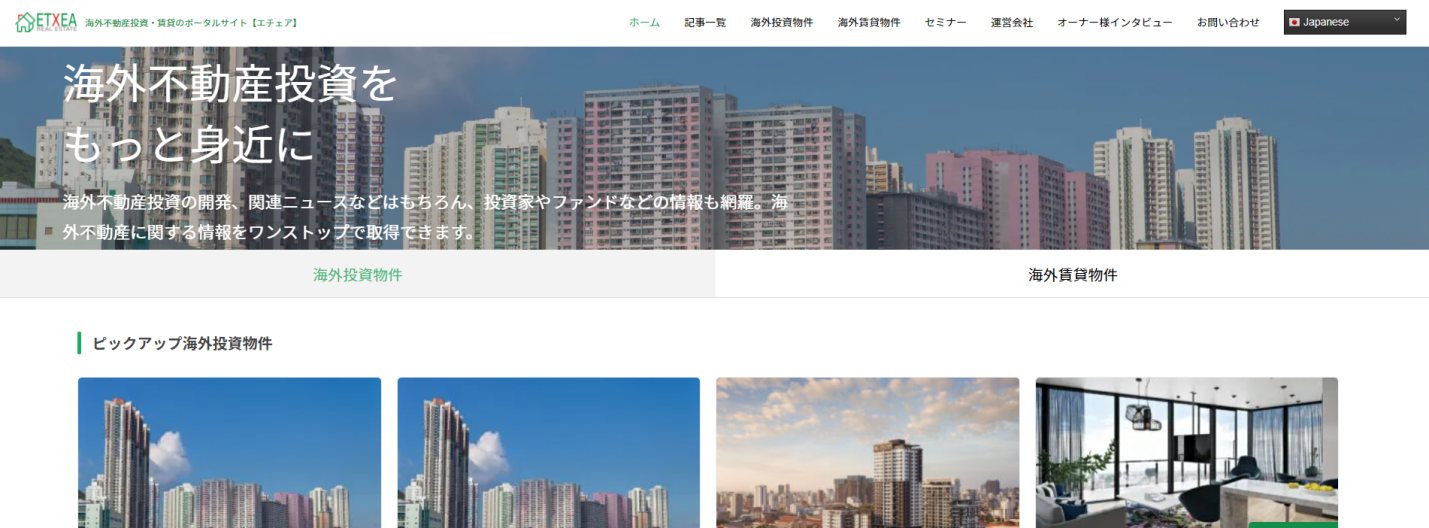 ETXEA
REAL ESTATE
海外不動産投資・賃貸のポータルサイト【エチェア】
ホーム
記事一覧
海外投資物件
海外賃貸物件
セミナー
運営会社
オーナー様インタビュー
お問い合わせ
Japanese
海外不動産投資を
もっと身近に
海外不動産投資の開発、関連ニュースなどはもちろん、投資家やファンドなどの情報も網羅。海
外不動産に関する情報をワンストップで取得できます。
海外投資物件
海外賃貸物件
ピックアップ海外投資物件